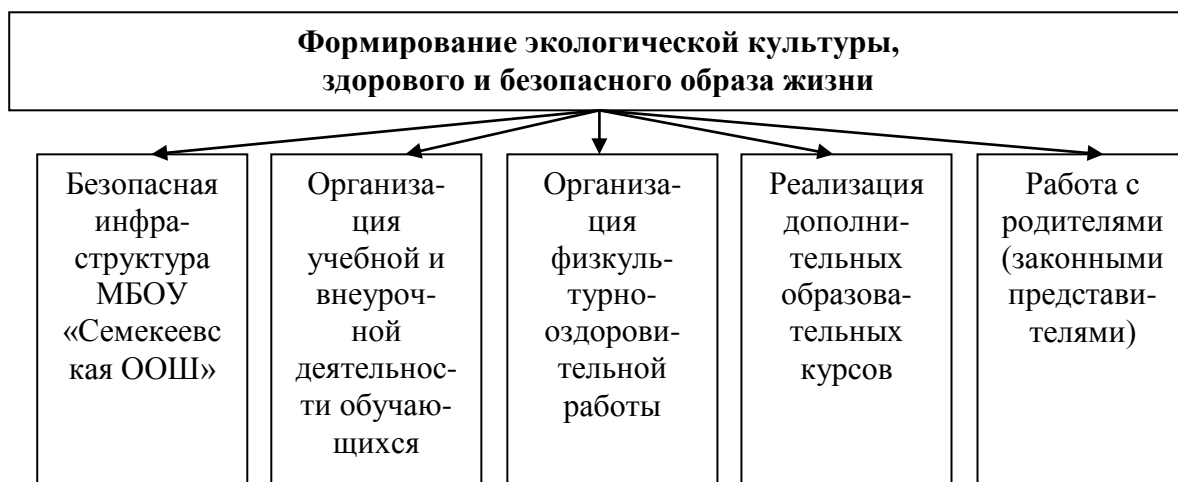 Формирование экологической культуры,
здорового и безопасного образа жизни
Безопасная
инфра-
структура
МБОУ
«Семекеевс
кая ООШ»
Организа-
ция
учебной и
внеуроч-
ной
деятельнос-
ти обучаю-
щихся
Организа-
ция
физкуль-
турно-
оздорови-
тельной
работы
Реализация
дополни-
тельных
образова-
тельных
курсов
Работа с
родителями
(законными
представи-
телями)